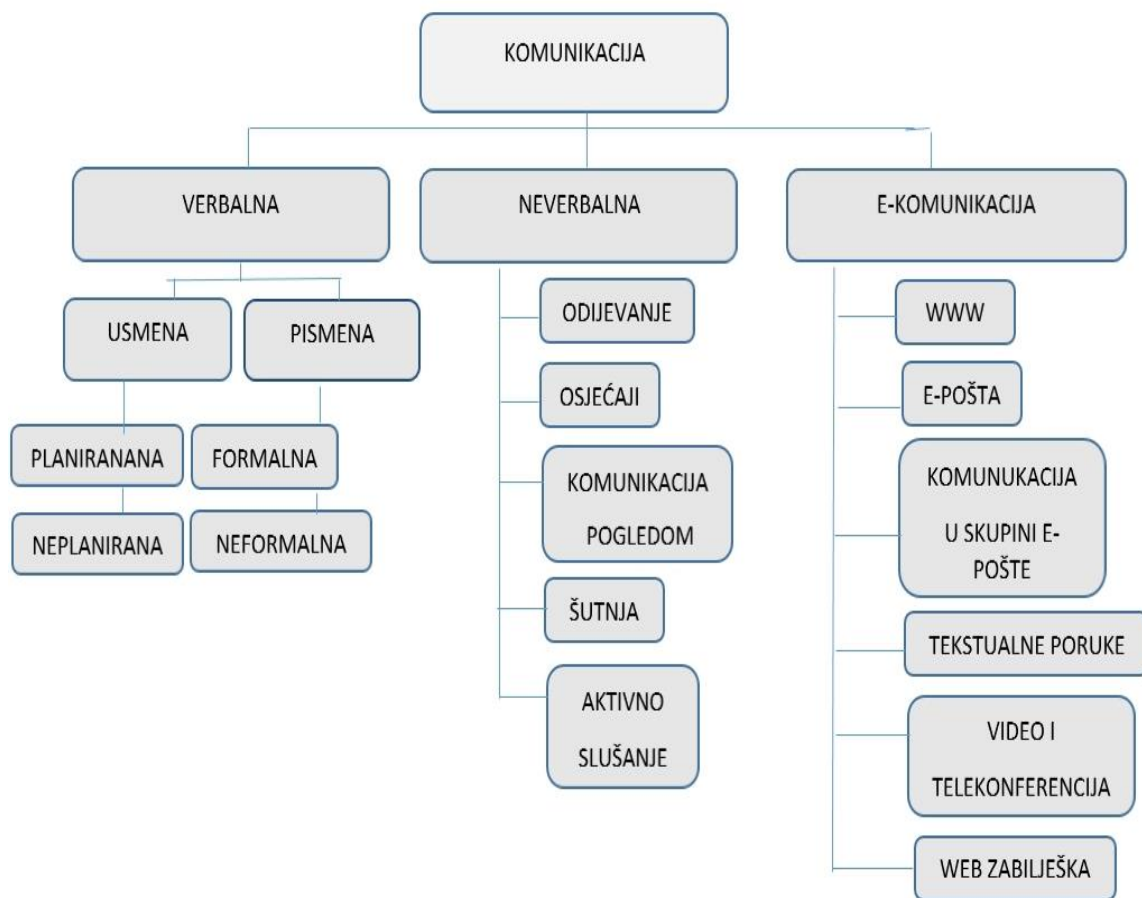 KOMUNIKACIJA
VERBALNA
NEVERBALNA
E-KOMUNIKACIJA
USMENA
PISMENA
PLANIRANANA
FORMALNA
NEPLANIRANA
NEFORMALNA
ODIJEVANJE
OSJEĆAJI
KOMUNIKACIJA
POGLEDOM
ŠUTNJA
AKTIVNO
SLUŠANJE
WWW
E-POŠTA
KOMUNUKACIJA
U SKUPINI E-
POŠTE
TEKSTUALNE PORUKE
VIDEO I
TELEKONFERENCIJA
WEB ZABILJEŠKA